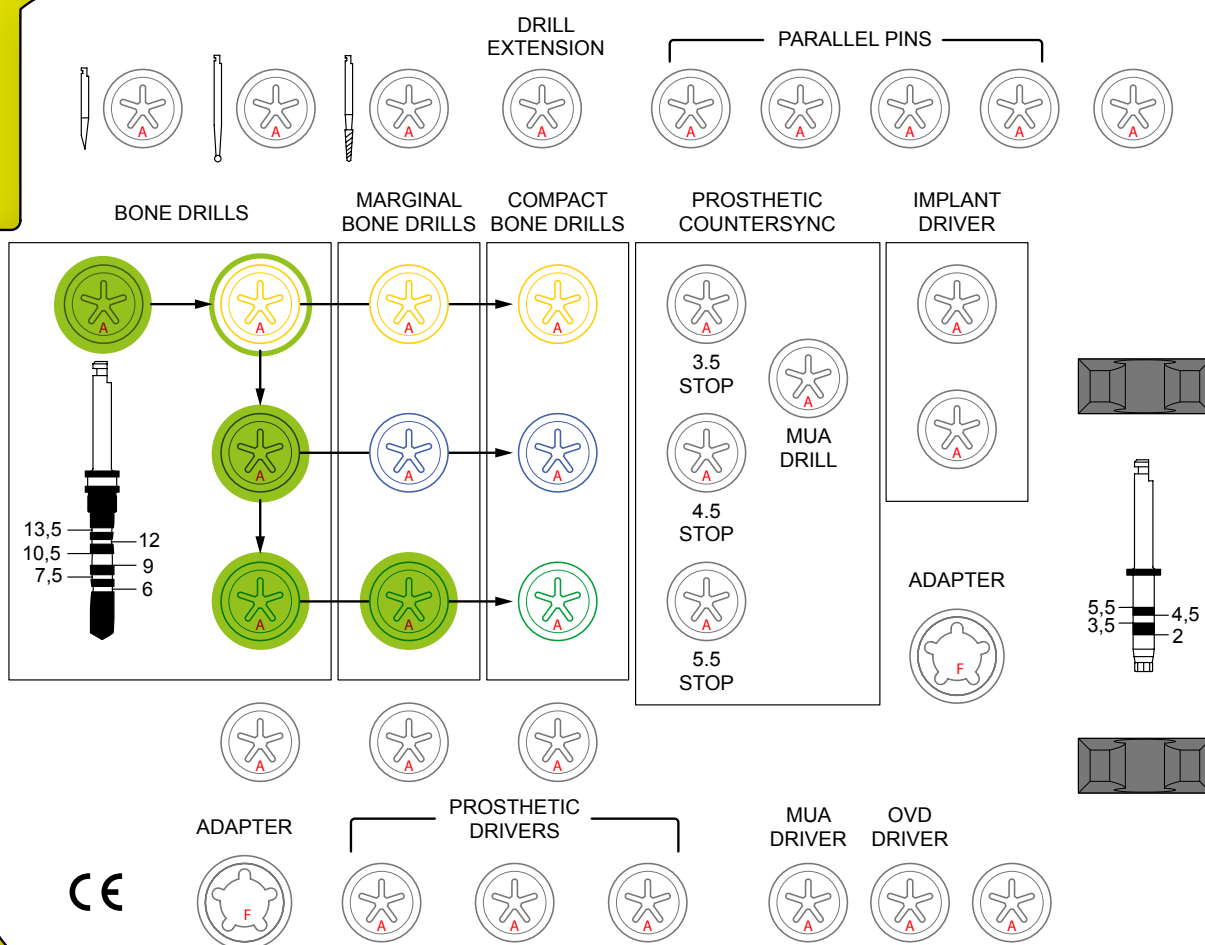 DRILL
EXTENSION
PARALLEL PINS
A A A A A A A A A
BONE DRILLS
MARGINAL
BONE DRILLS
COMPACT
BONE DRILLS
PROSTHETIC
COUNTERSYNC
IMPLANT
DRIVER
A A A A A A
3.5
STOP
A
MUA
DRILL
A A A A A
4.5
STOP
13,5
12
10,5
9
7,5
6
A A A A
5.5
STOP
ADAPTER
F
5,5
4,5
3,5
2
A A A
ADAPTER
F
PROSTHETIC
DRIVERS
A A A
MUA
DRIVER
OVD
DRIVER
A A A
CE